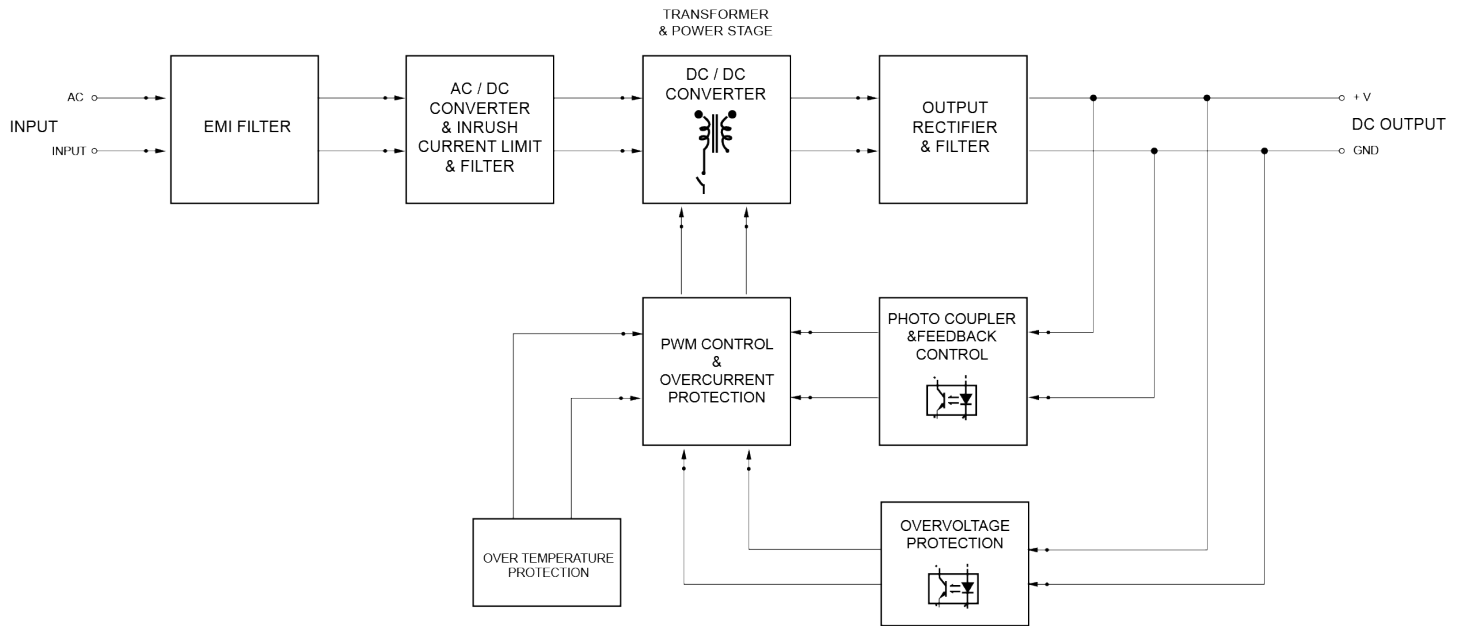 TRANSFORMER
& POWER STAGE
INPUT
AC
INPUT
EMI FILTER
AC / DC
CONVERTER
& INRUSH
CURRENT LIMIT
& FILTER
DC / DC
CONVERTER
OUTPUT
RECTIFIER
& FILTER
+ V
DC OUTPUT
GND
PWM CONTROL
&
OVERCURRENT
PROTECTION
PHOTO COUPLER
&FEEDBACK
CONTROL
OVER TEMPERATURE
PROTECTION
OVERVOLTAGE
PROTECTION